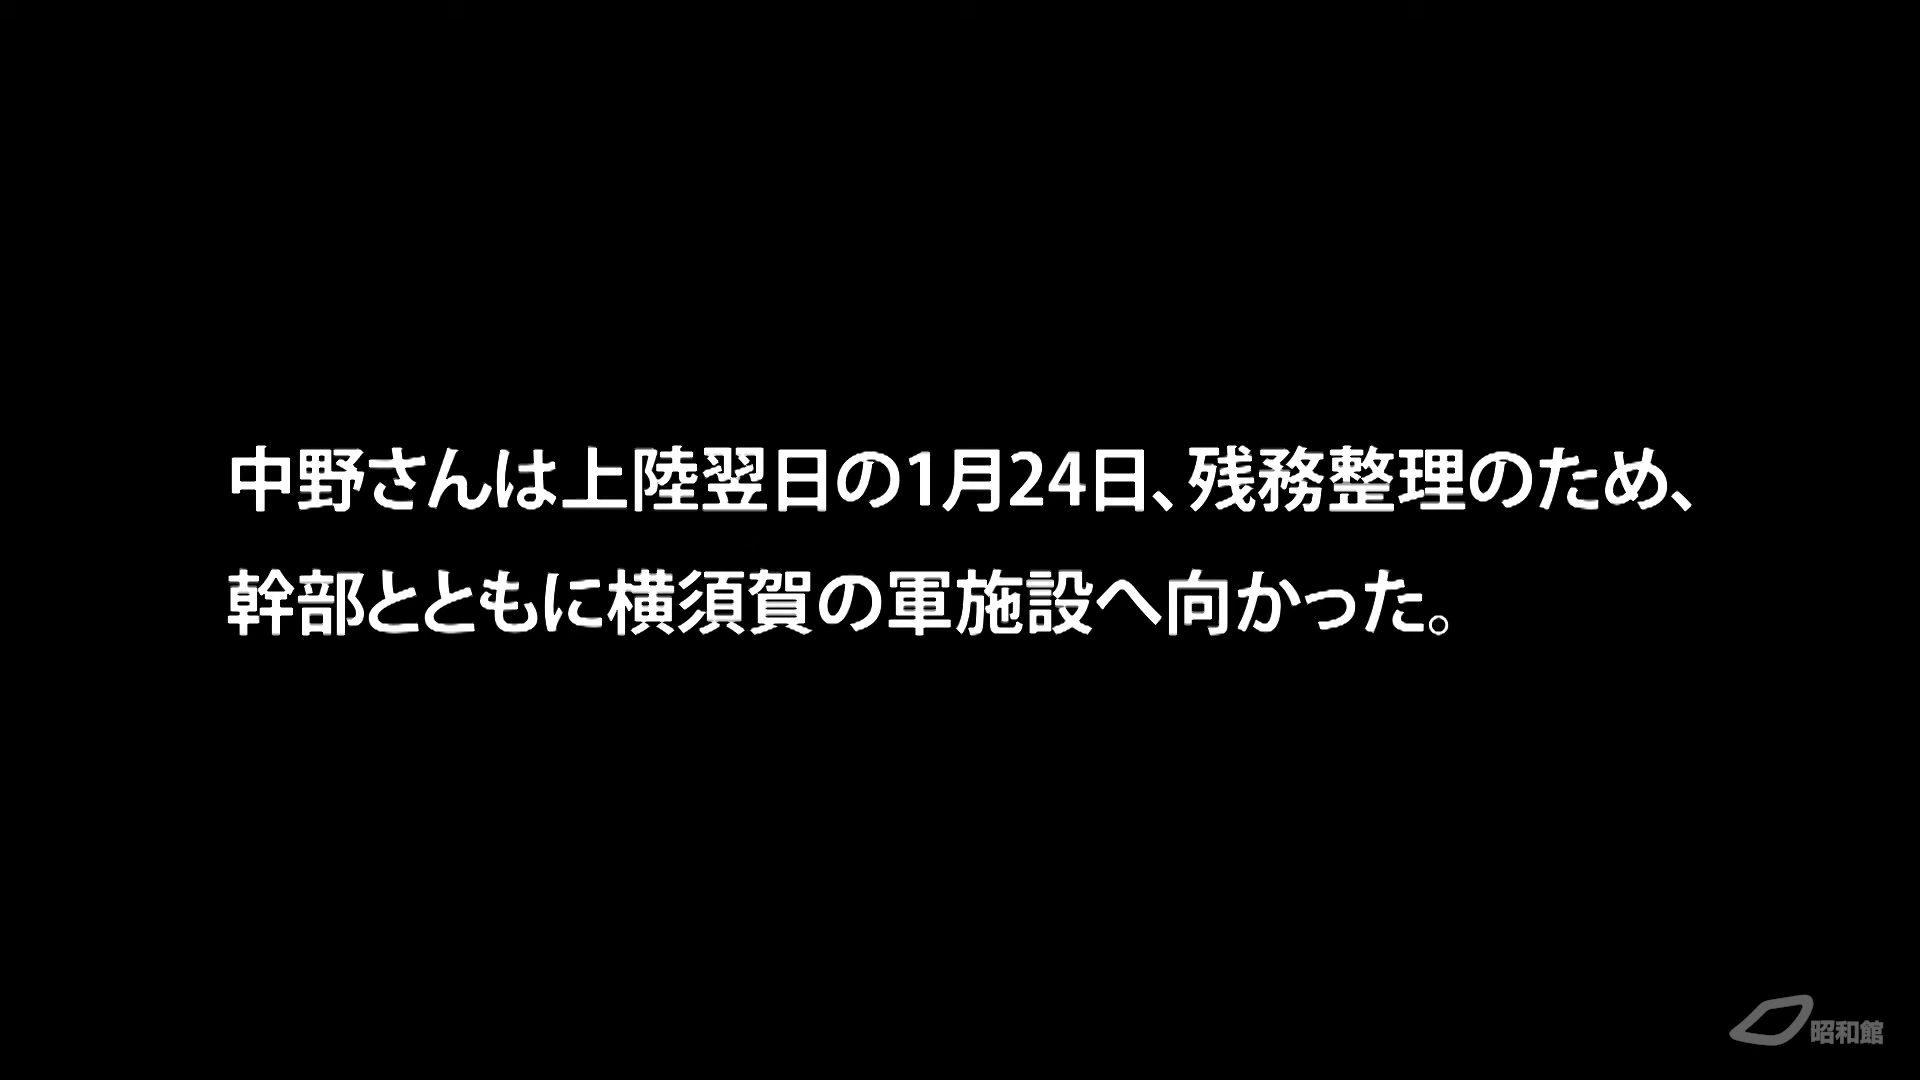 中野さんは上陸翌日の1月24日、残務整理のため、
幹部とともに横須賀の軍施設へ向かった。
昭和館